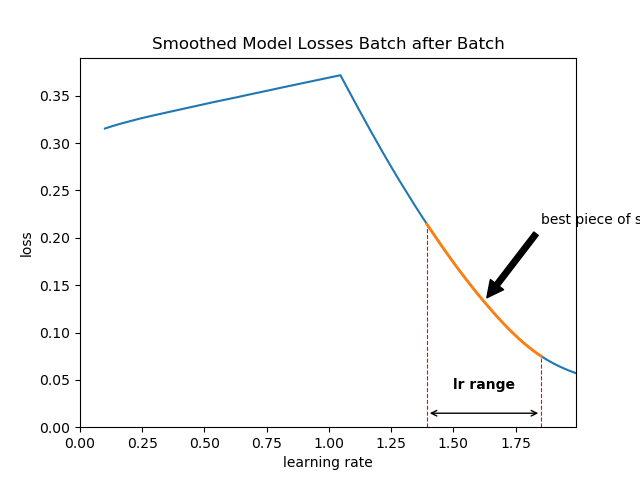 Smoothed Model Losses Batch after Batch
0.35
0.30
0.25
0.20
0.15
0.10
0.05
0.00
loss
best piece of s
lr range
0.00 0.25 0.50 0.75 1.00 1.25 1.50 1.75
learning rate